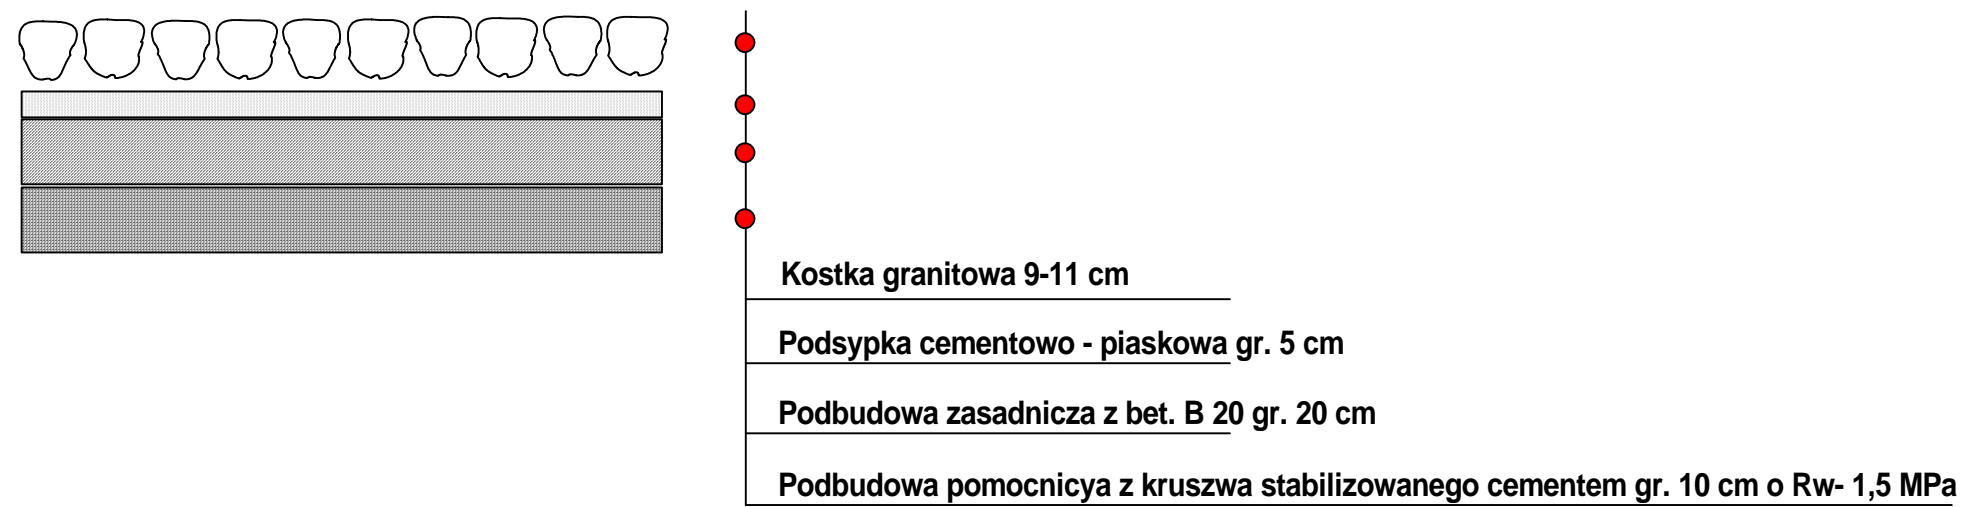 Kostka granitowa 9-11 cm
Podsypka cementowo - piaskowa gr. 5 cm
Podbudowa zasadnicza z bet. B 20 gr. 20 cm
Podbudowa pomocnicya z kruszwa stabilizowanego cementem gr. 10 cm o Rw- 1,5 MPa